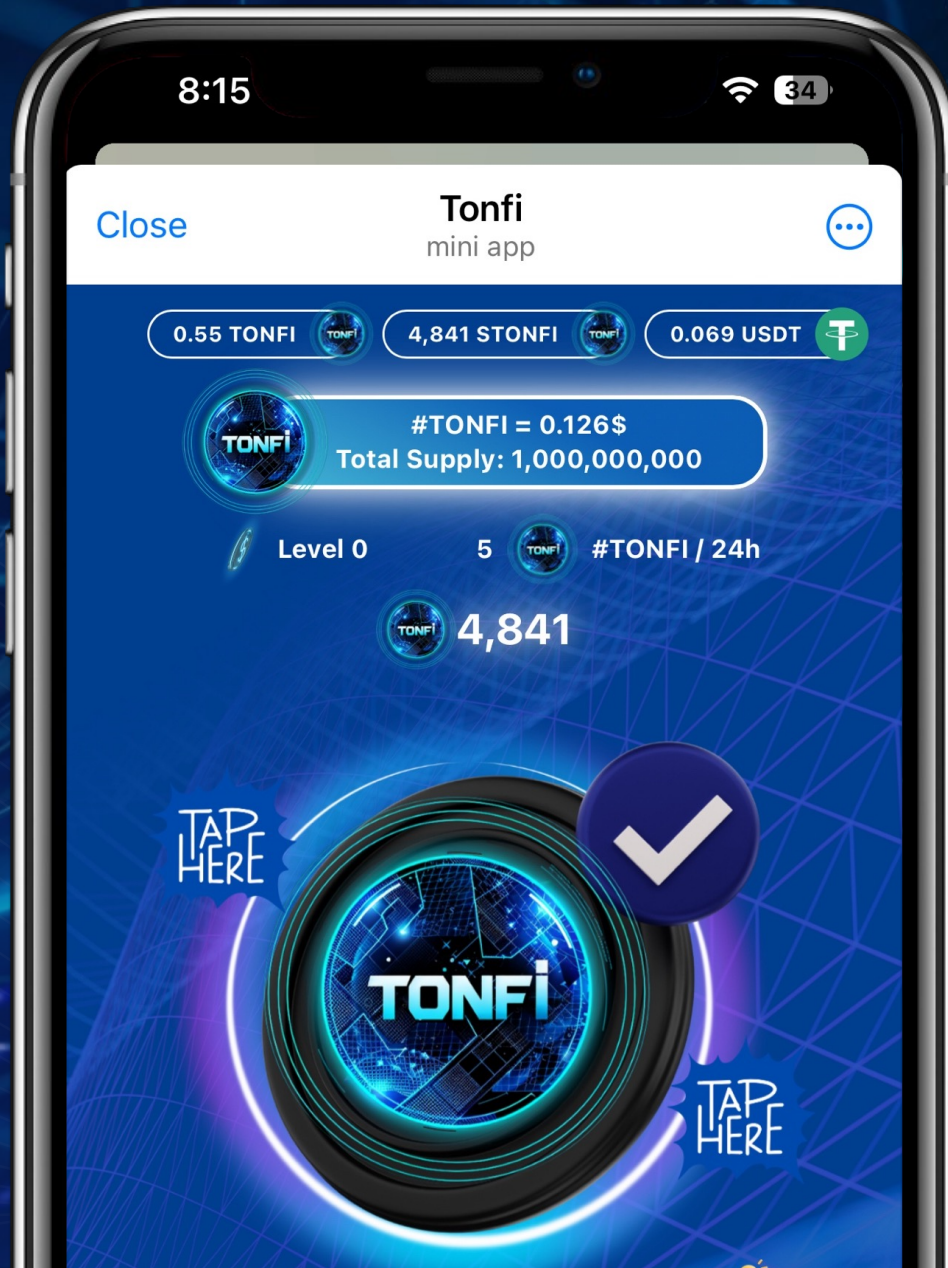 8:15
34
Close
Tonfi
mini app
0.55 TONFI TONFi
4,841 STONFI TONFi
0.069 USDT
TONFi
#TONFI = 0.126$
Total Supply: 1,000,000,000
Level 0
5 TONFi #TONFI / 24h
TONFi 4,841
TAP
HERE
TONFi
TAP
HERE